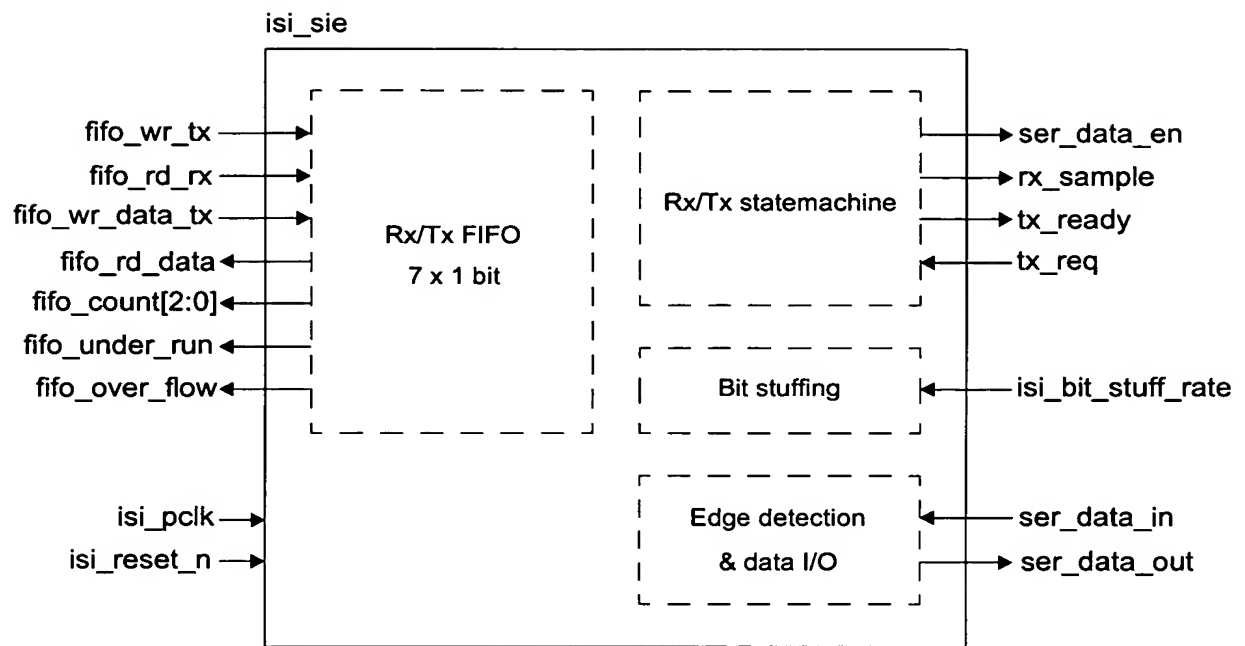 isi_sie
fifo_wr_tx
fifo_rd_rx
fifo_wr_data_tx
fifo_rd_data
fifo_count[2:0]
fifo_under_run
fifo_over_flow
Rx/Tx FIFO
7 x 1 bit
Rx/Tx statemachine
ser_data_en
rx_sample
tx_ready
tx_req
Bit stuffing
isi_bit_stuff_rate
isi_pclk
isi_reset_n
Edge detection
& data I/O
ser_data_in
ser_data_out